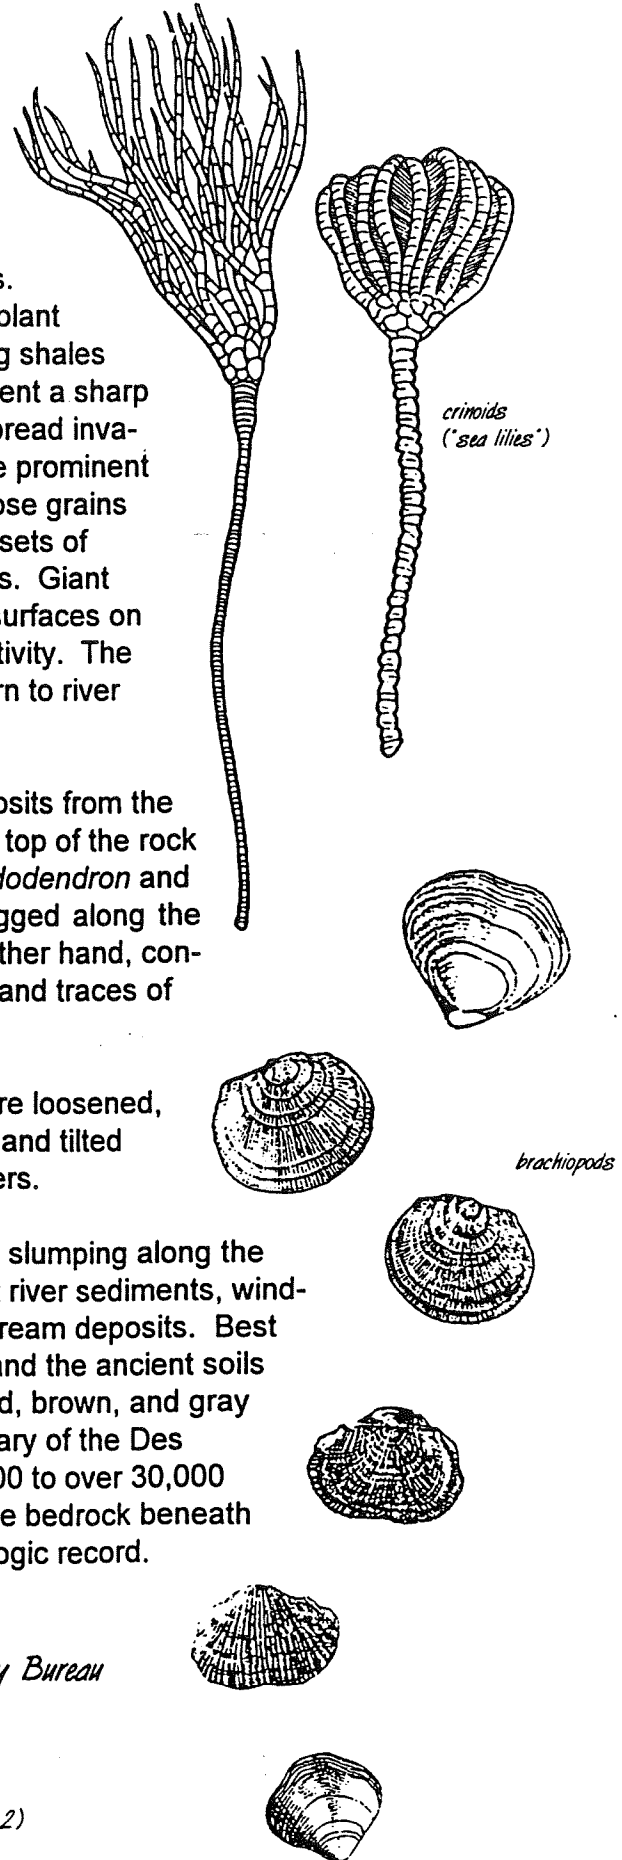 s.
plant
g shales
ent a sharp
pread inva-
e prominent
ose grains
sets of
s. Giant
surfaces on
tivity. The
rn to river
crinoids
("sea lilies")
osits from the
top of the rock
dodendron and
gged along the
ther hand, con-
and traces of
re loosened,
and tilted
ers.
brachiopods
slumping along the
t river sediments, wind-
ream deposits. Best
and the ancient soils
d, brown, and gray
ary of the Des
00 to over 30,000
e bedrock beneath
ogic record.
y Bureau
2)